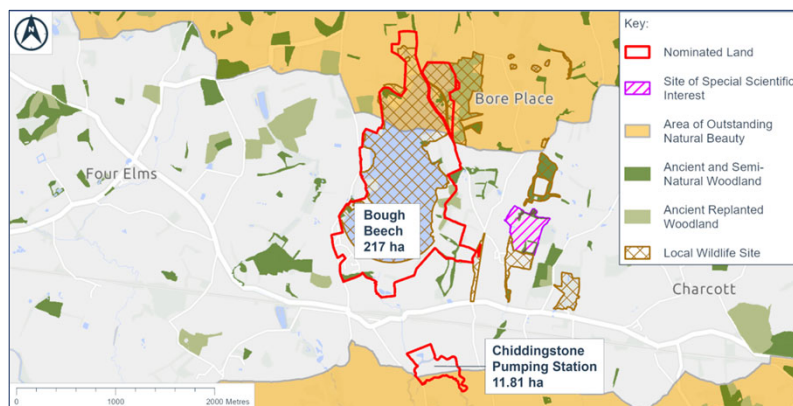 N
Key:
Nominated Land
Site of Special Scientific
Interest
Area of Outstanding
Natural Beauty
Ancient and Semi-
Natural Woodland
Ancient Replanted
Woodland
Local Wildlife Site
Bore Place
Four Elms
Bough
Beech
217 ha
Charcott
Chiddingstone
Pumping Station
11.81 ha
0 1000 2000 Metres